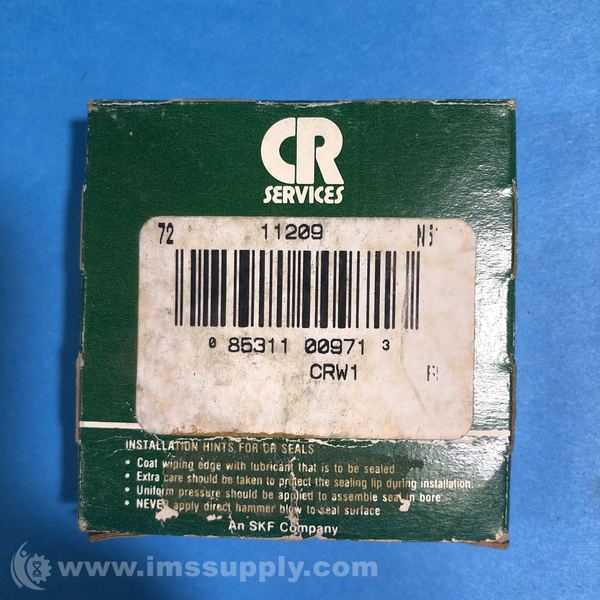 CR
SERVICES
72 11209
0 85311 00971 3
CRW1
INSTALLATION HINTS FOR CR SEALS
• Coat wiping edge with lubricant that is to be sealed
• Extra care should be taken to protect the sealing lip during installation.
• Uniform pressure should be applied to assemble seal in bore
• NEVER apply direct hammer blow to seal surface
An SKF Company
www.imssupply.com